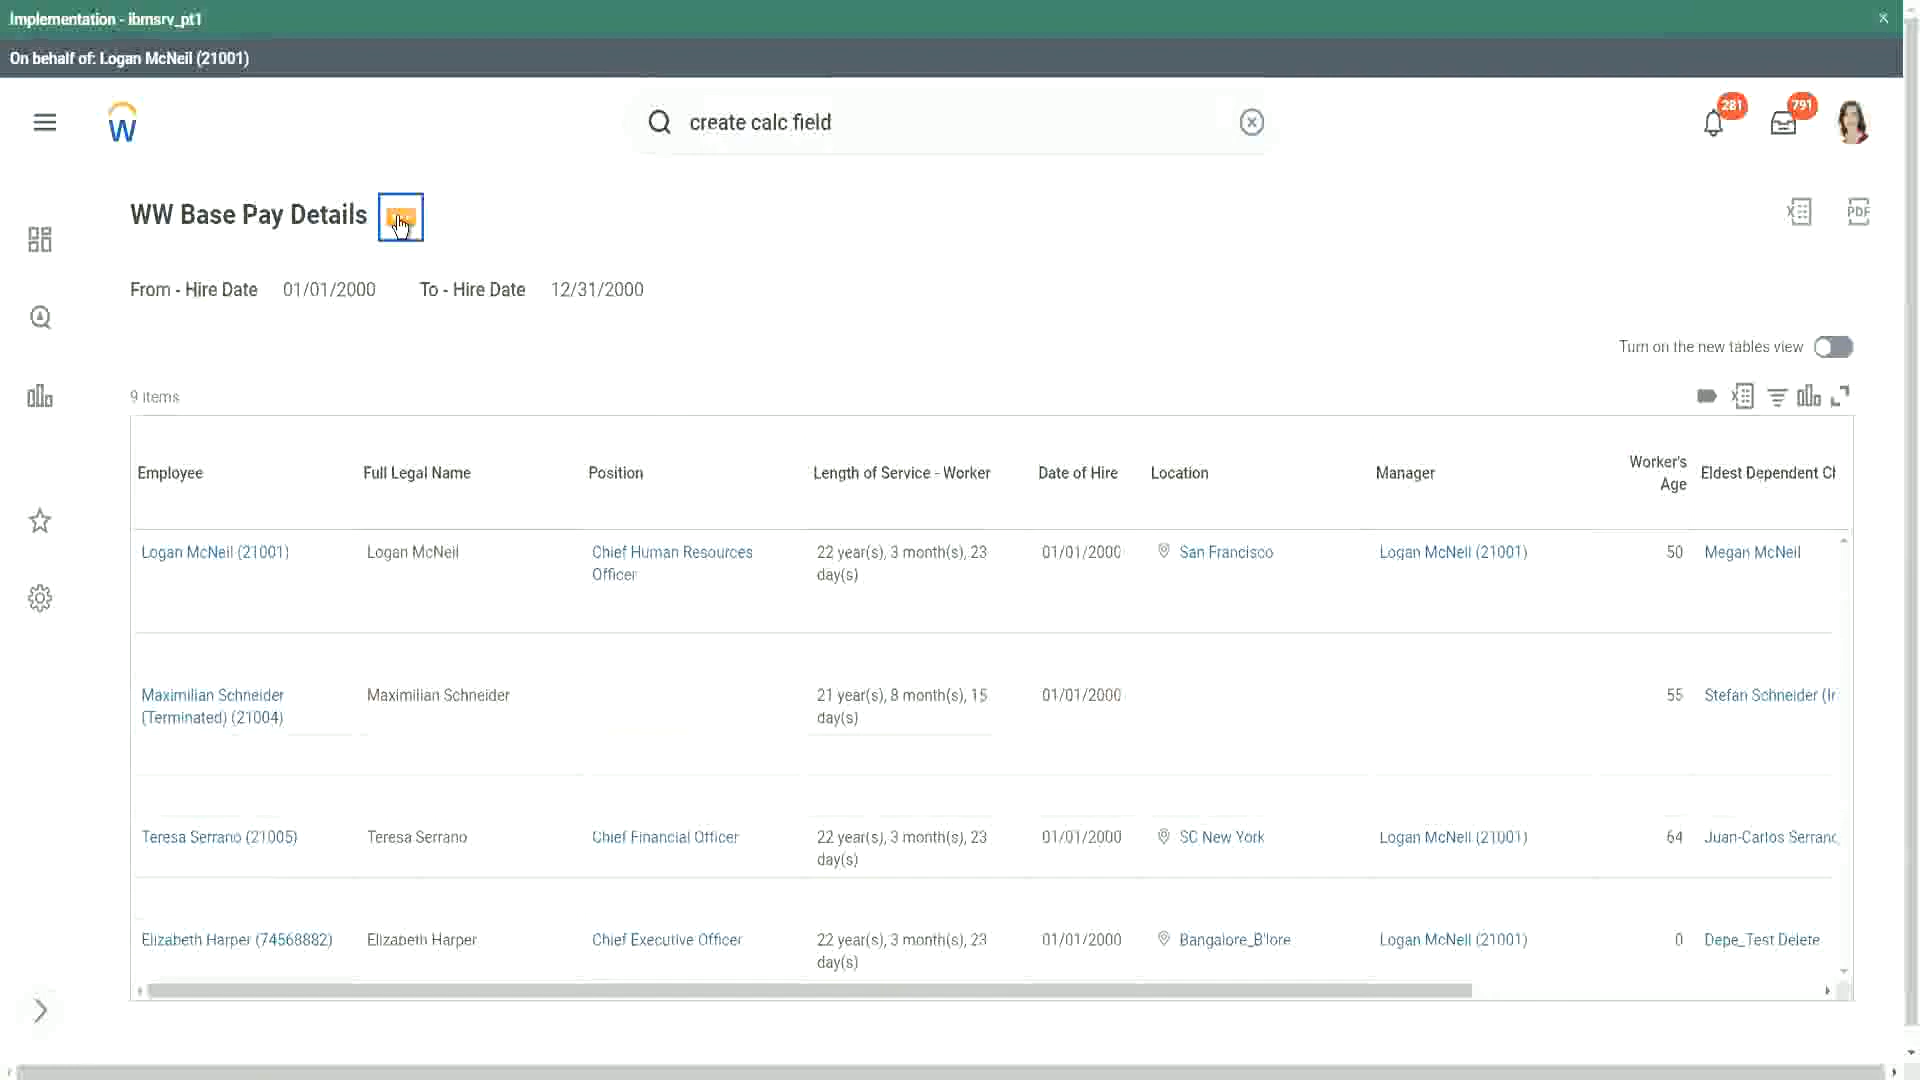 Implementation - ibmsrv_pt1
On behalf of: Logan McNeil (21001)
W
create calc field
281
791
WW Base Pay Details
PDF
From - Hire Date 01/01/2000 To - Hire Date 12/31/2000
Turn on the new tables view
9 items
Employee Full Legal Name Position Length of Service - Worker Date of Hire Location Manager Worker's Age Eldest Dependent Ch
Logan McNeil (21001) Logan McNeil Chief Human Resources Officer 22 year(s), 3 month(s), 23 day(s) 01/01/2000 San Francisco Logan McNeil (21001) 50 Megan McNeil
Maximilian Schneider (Terminated) (21004) Maximilian Schneider 21 year(s), 8 month(s), 15 day(s) 01/01/2000 55 Stefan Schneider (Ir
Teresa Serrano (21005) Teresa Serrano Chief Financial Officer 22 year(s), 3 month(s), 23 day(s) 01/01/2000 SC New York Logan McNeil (21001) 64 Juan-Carlos Serrano
Elizabeth Harper (74568882) Elizabeth Harper Chief Executive Officer 22 year(s), 3 month(s), 23 day(s) 01/01/2000 Bangalore_B'lore Logan McNeil (21001) 0 Depe_Test Delete